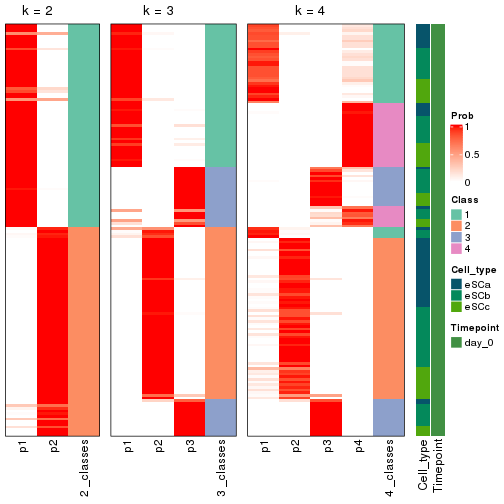 k = 2
k = 3
k = 4
p1
p2
2_classes
p1
p2
p3
3_classes
p1
p2
p3
p4
4_classes
Cell_type
Timepoint
Prob
1
0.5
0
Class
1
2
3
4
Cell_type
eSCa
eSCb
eSCc
Timepoint
day_0